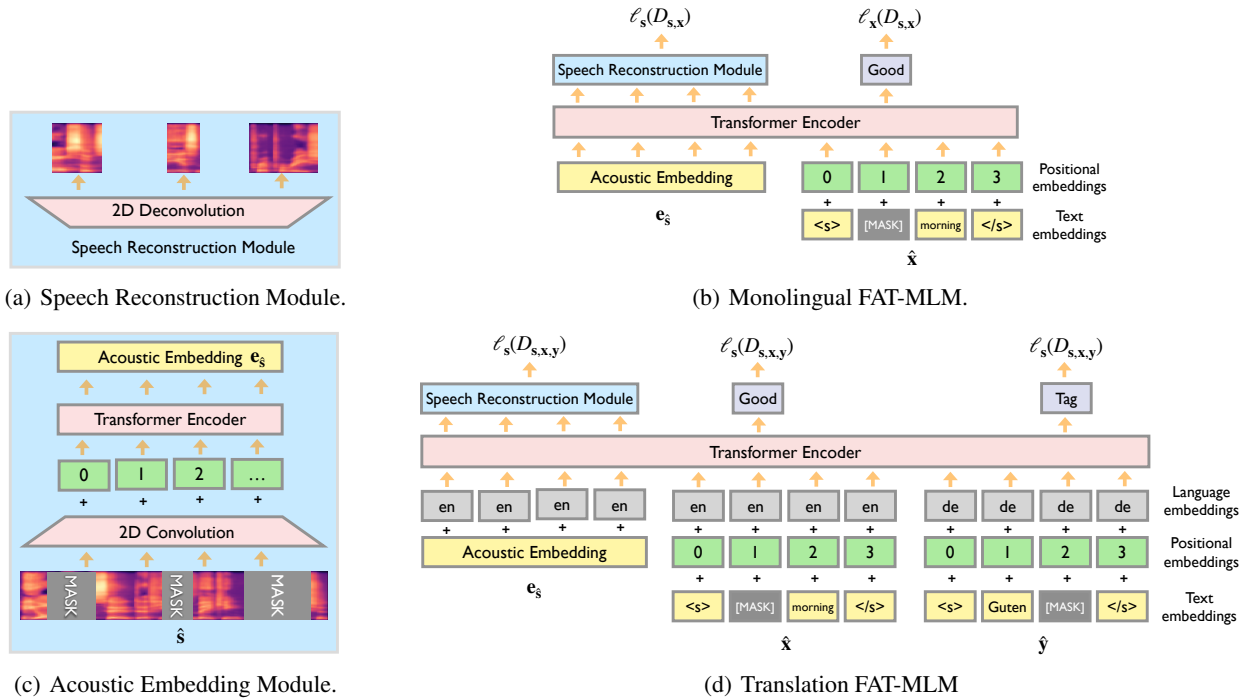 2D Deconvolution
Speech Reconstruction Module
(a) Speech Reconstruction Module.
ℓs(Ds,x) ℓx(Ds,x)
Speech Reconstruction Module Good
Transformer Encoder
Acoustic Embedding 0 1 2 3 Positional embeddings
+ + + +
eŝ <s> [MASK] morning </s> Text embeddings
x̂
(b) Monolingual FAT-MLM.
Acoustic Embedding eŝ
Transformer Encoder
0 1 2 ...
+ + + +
2D Convolution
MASK MASK MASK
ŝ
(c) Acoustic Embedding Module.
ℓs(Ds,x,y) ℓs(Ds,x,y) ℓs(Ds,x,y)
Speech Reconstruction Module Good Tag
Transformer Encoder
en en en en en en en en de de de de Language embeddings
+ + + + + + + + + + + +
Acoustic Embedding 0 1 2 3 0 1 2 3 Positional embeddings
eŝ + + + + + + + +
<s> [MASK] morning </s> <s> Guten [MASK] </s> Text embeddings
x̂ ŷ
(d) Translation FAT-MLM